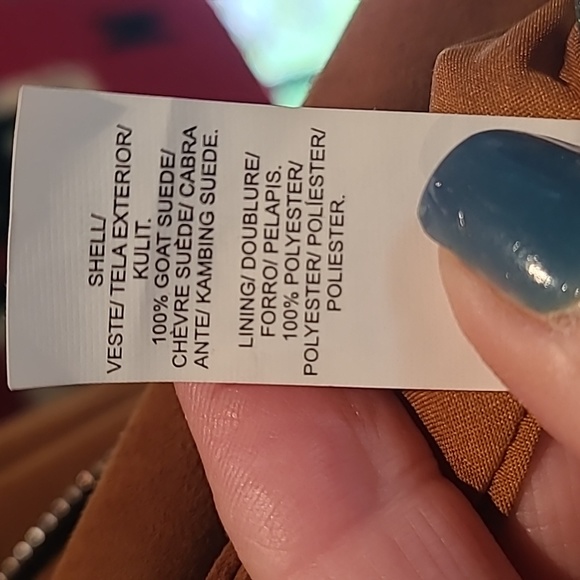 SHELL/
VESTE/ TELA EXTERIOR/
KULIT.
100% GOAT SUEDE/
CHÈVRE SUÈDE/ CABRA
ANTE/ KAMBING SUEDE.
LINING/ DOUBLURE/
FORRO/ PELAPIS.
100% POLYESTER/
POLYESTER/ POLÍESTER/
POLIESTER.